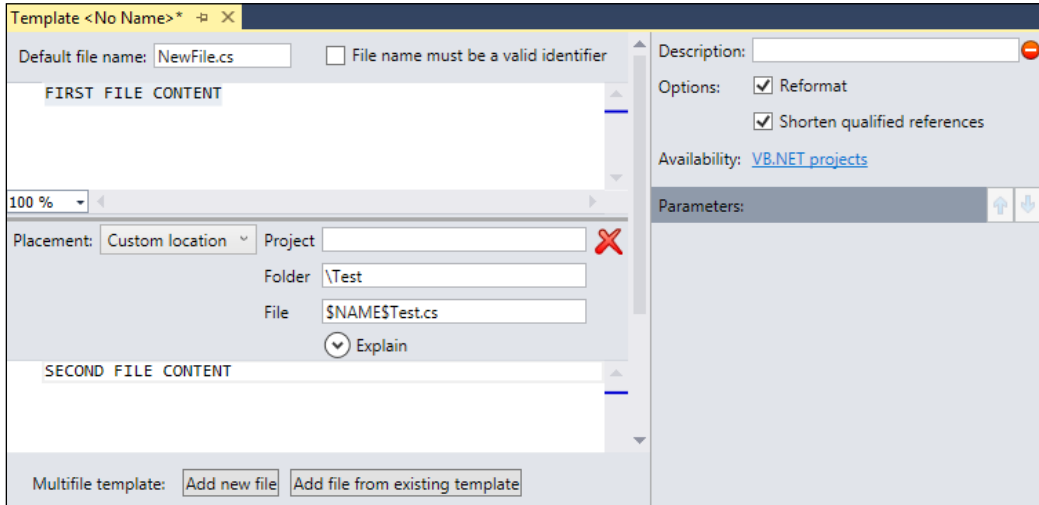 Template <No Name>*
Default file name: NewFile.cs File name must be a valid identifier
FIRST FILE CONTENT
100 %
Placement: Custom location Project
Folder \Test
File $NAME$Test.cs
Explain
SECOND FILE CONTENT
Multifile template: Add new file Add file from existing template
Description:
Options: Reformat
Shorten qualified references
Availability: VB.NET projects
Parameters: